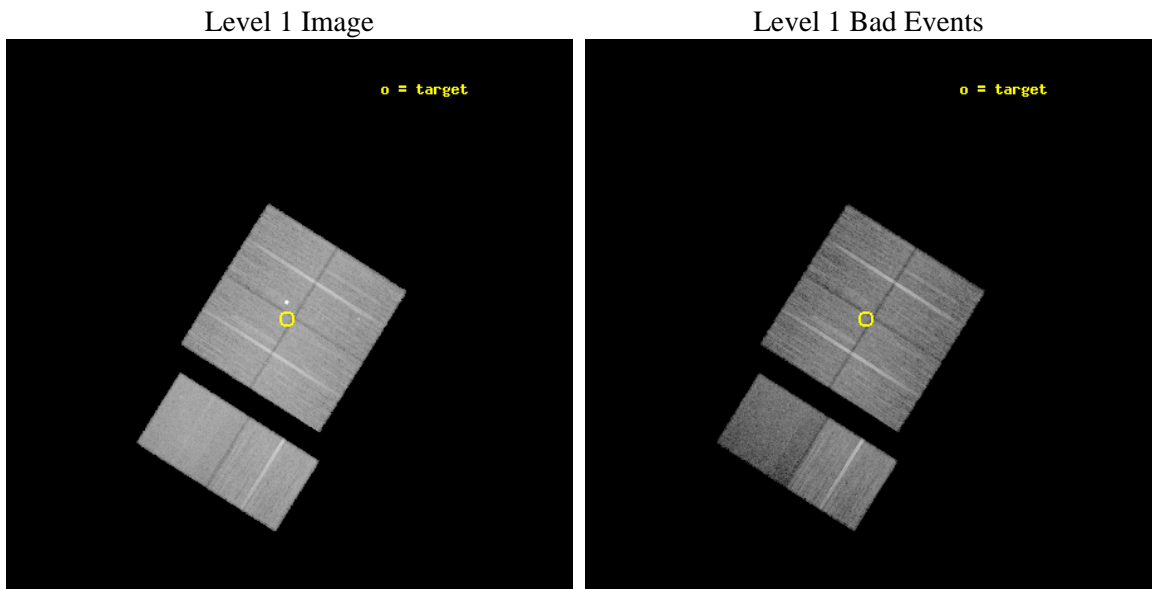 Level 1 Image
Level 1 Bad Events
o = target
o = target